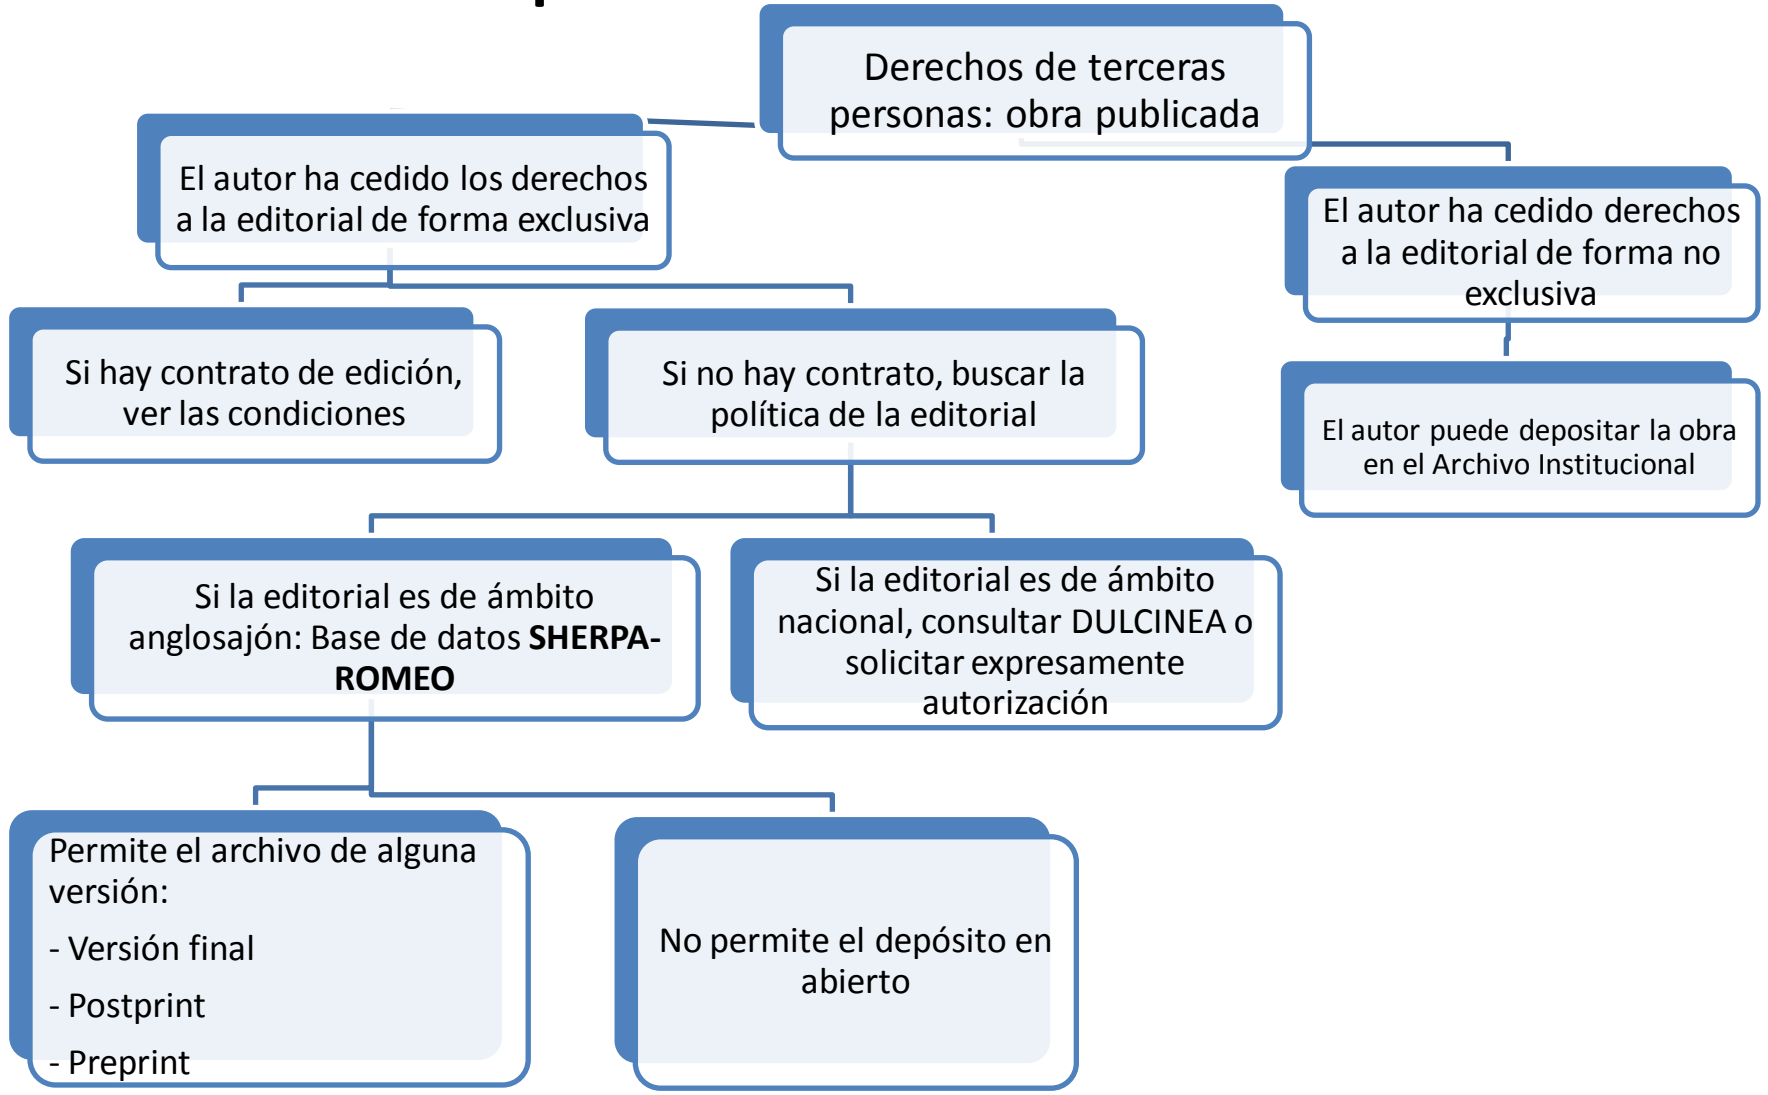 Derechos de terceras
personas: obra publicada
El autor ha cedido los derechos
a la editorial de forma exclusiva
El autor ha cedido derechos
a la editorial de forma no
exclusiva
Si hay contrato de edición,
ver las condiciones
Si no hay contrato, buscar la
política de la editorial
El autor puede depositar la obra
en el Archivo Institucional
Si la editorial es de ámbito
anglosajón: Base de datos SHERPA-
ROMEO
Si la editorial es de ámbito
nacional, consultar DULCINEA o
solicitar expresamente
autorización
Permite el archivo de alguna
versión:
- Versión final
- Postprint
- Preprint
No permite el depósito en
abierto